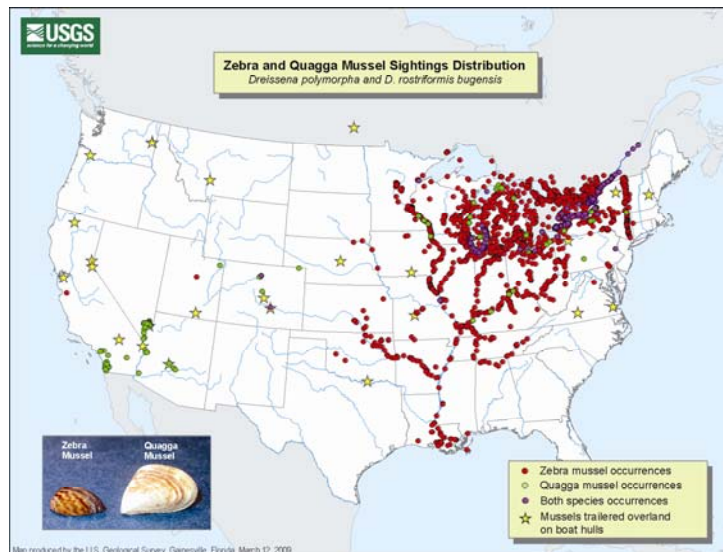 USGS
science for a changing world
Zebra and Quagga Mussel Sightings Distribution
Dreissena polymorpha and D. rostriformis bugensis
Zebra
Mussel
Quagga
Mussel
Zebra mussel occurrences
Quagga mussel occurrences
Both species occurrences
Mussels trailered overland
on boat hulls
Map produced by the U.S. Geological Survey, Gainesville, Florida, March 12, 2009